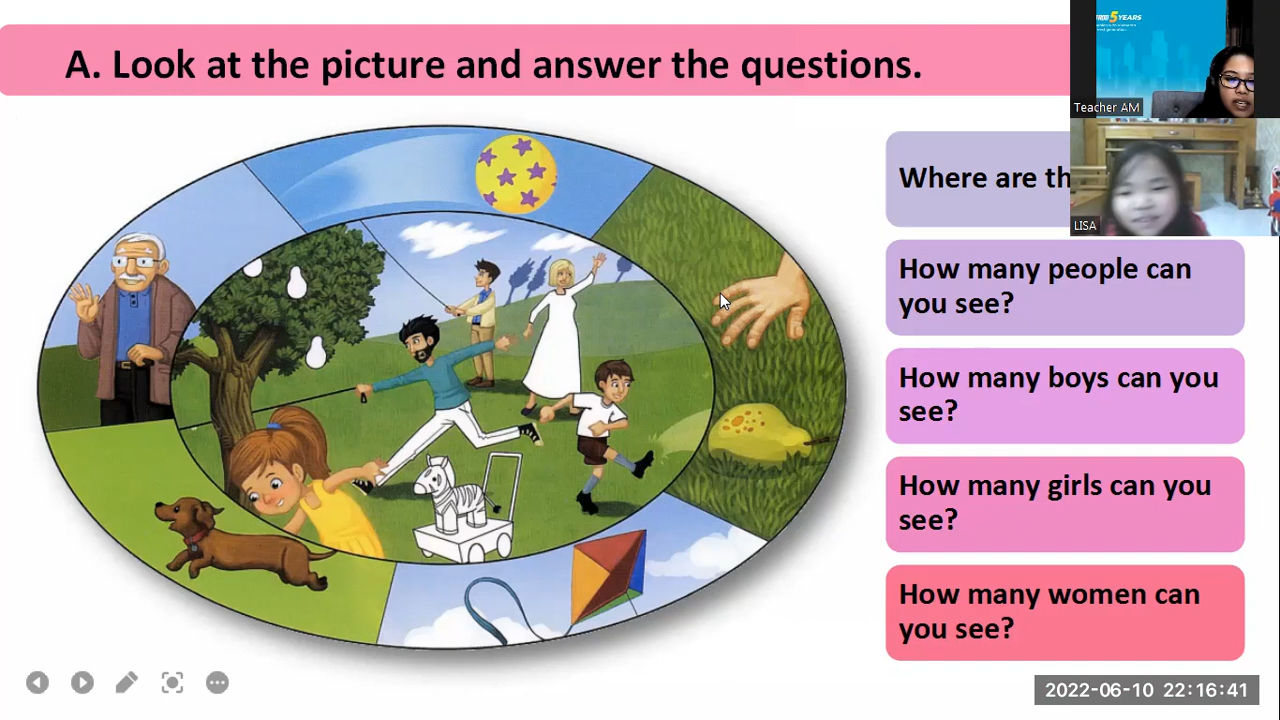 A. Look at the picture and answer the questions.
5 YEARS
Teacher AM
Where are th
LISA
How many people can
you see?
How many boys can you
see?
How many girls can you
see?
How many women can
you see?
2022-06-10 22:16:41